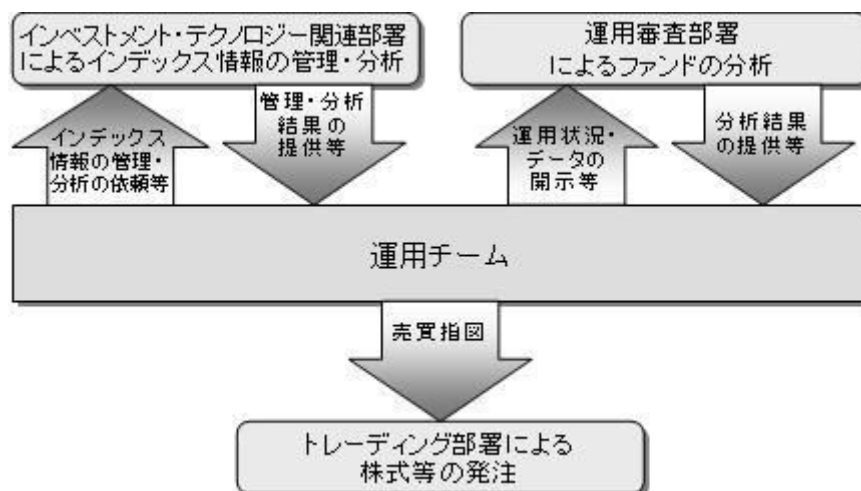 インベストメント・テクノロジー関連部署
によるインデックス情報の管理・分析
運用審査部署
によるファンドの分析
インデックス
情報の管理・
分析の依頼等
管理・分析
結果の
提供等
運用状況・
データの
開示等
分析結果
の提供等
運用チーム
売買指図
トレーディング部署による
株式等の発注